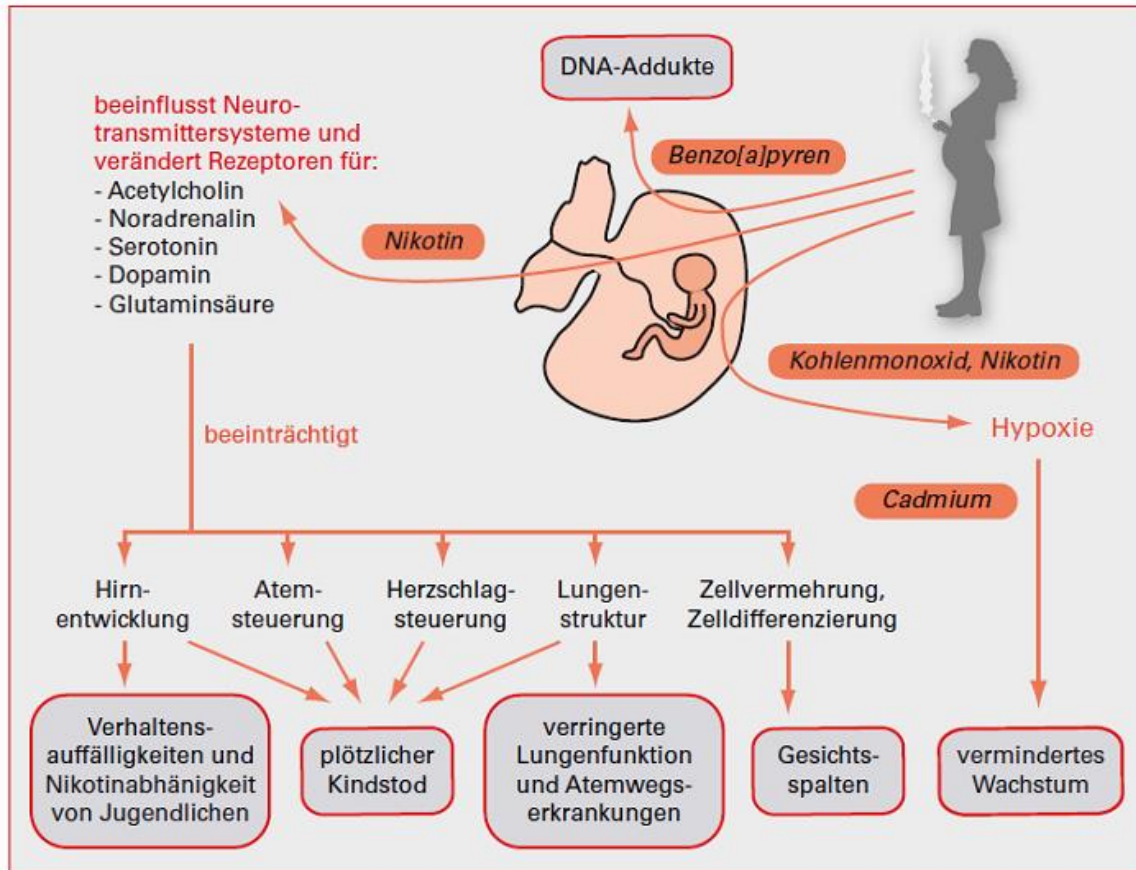 DNA-Addukte
beeinflusst Neuro-
transmittersysteme und
verändert Rezeptoren für:
- Acetylcholin
- Noradrenalin
- Serotonin
- Dopamin
- Glutaminsäure
Benzo[a]pyren
Nikotin
Kohlenmonoxid, Nikotin
Hypoxie
beeinträchtigt
Cadmium
Hirn-
entwicklung
Atem-
steuerung
Herzschlag-
steuerung
Lungen-
struktur
Zellvermehrung,
Zelldifferenzierung
Verhaltens-
auffälligkeiten und
Nikotinabhänigkeit
von Jugendlichen
plötzlicher
Kindstod
verringerte
Lungenfunktion
und Atemwegs-
erkrankungen
Gesichts-
spalten
vermindertes
Wachstum